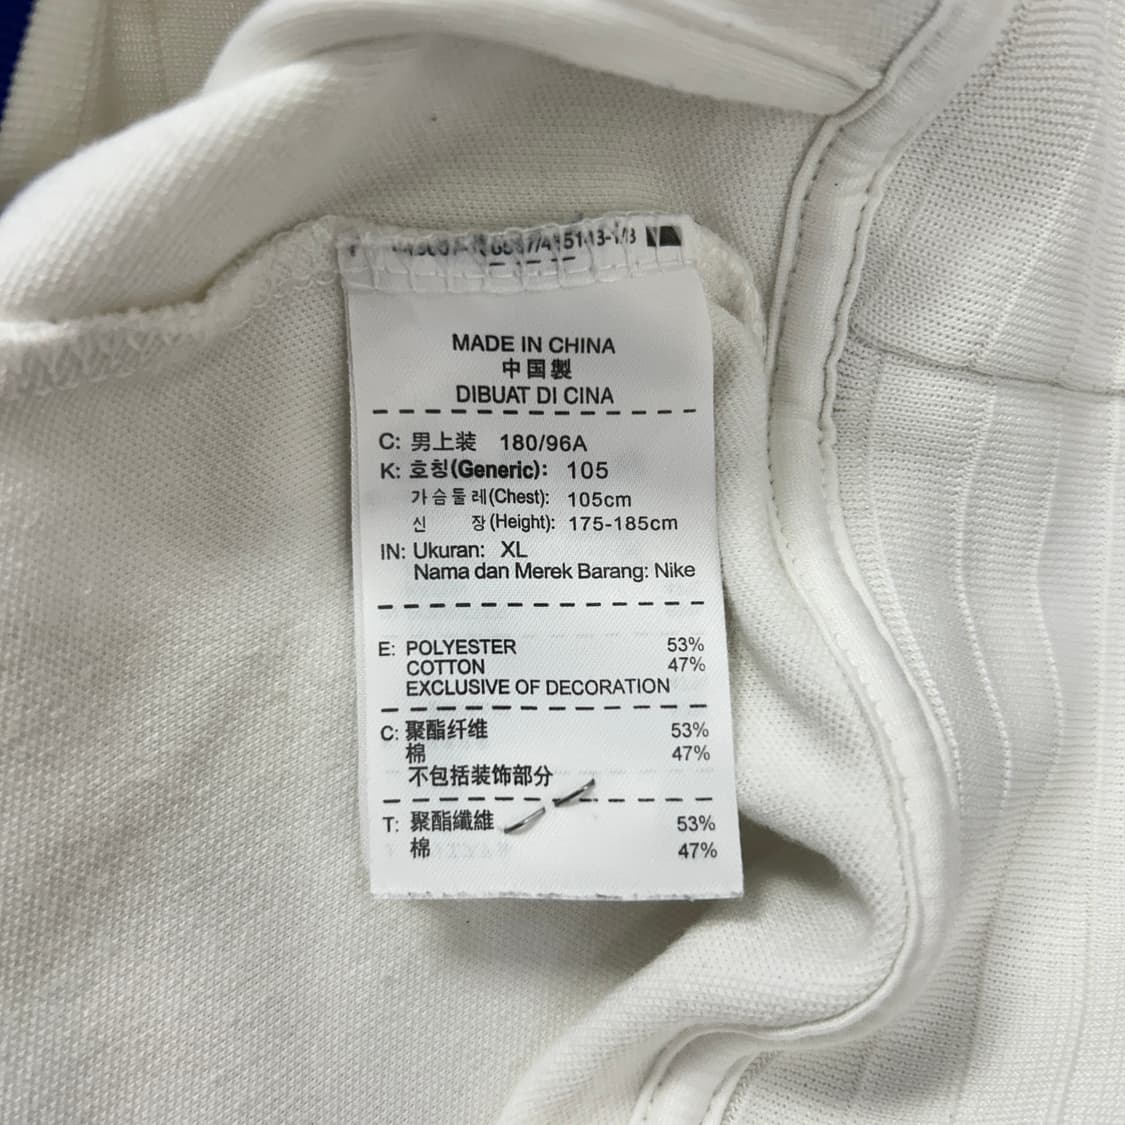 MADE IN CHINA
中国製
DIBUAT DI CINA
C: 男上装 180/96A
K: 호칭(Generic): 105
가슴둘레(Chest): 105cm
신 장(Height): 175-185cm
IN: Ukuran: XL
Nama dan Merek Barang: Nike
E: POLYESTER 53%
COTTON 47%
EXCLUSIVE OF DECORATION
C: 聚酯纤维 53%
棉 47%
不包括装饰部分
T: 聚酯纖維 53%
棉 47%